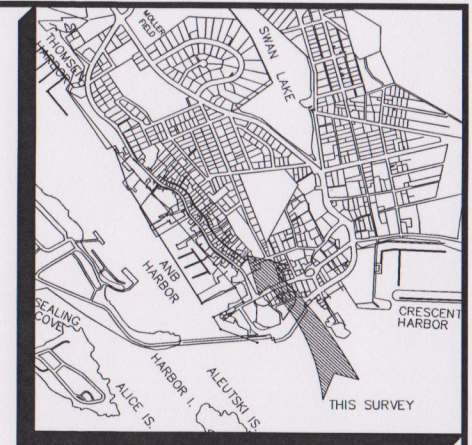 THOMSEN
HARBOR
MOLLER
FIELD
SWAN LAKE
ANB
HARBOR
SEALING
COVE
ALICE IS.
HARBOR I.
ALEUTSKI IS.
CRESCENT
HARBOR
THIS SURVEY